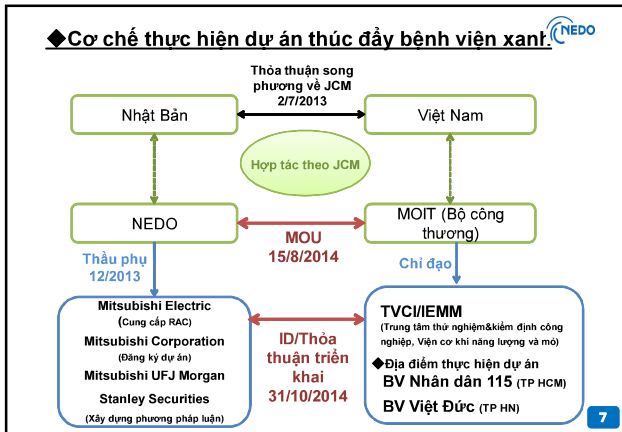 ◆Cơ chế thực hiện dự án thúc đẩy bệnh viện xanh
NEDO
Thỏa thuận song
phương về JCM
2/7/2013
Nhật Bản
Việt Nam
Hợp tác theo JCM
NEDO
MOIT (Bộ công
thương)
MOU
15/8/2014
Thầu phụ
12/2013
Chỉ đạo
Mitsubishi Electric
(Cung cấp RAC)
Mitsubishi Corporation
(Đăng ký dự án)
Mitsubishi UFJ Morgan
Stanley Securities
(Xây dựng phương pháp luận)
ID/Thỏa
thuận triển
khai
31/10/2014
TVCI/IEMM
(Trung tâm thử nghiệm&kiểm định công
nghiệp, Viện cơ khí năng lượng và mỏ)
◆Địa điểm thực hiện dự án
BV Nhân dân 115 (TP HCM)
BV Việt Đức (TP HN)
7